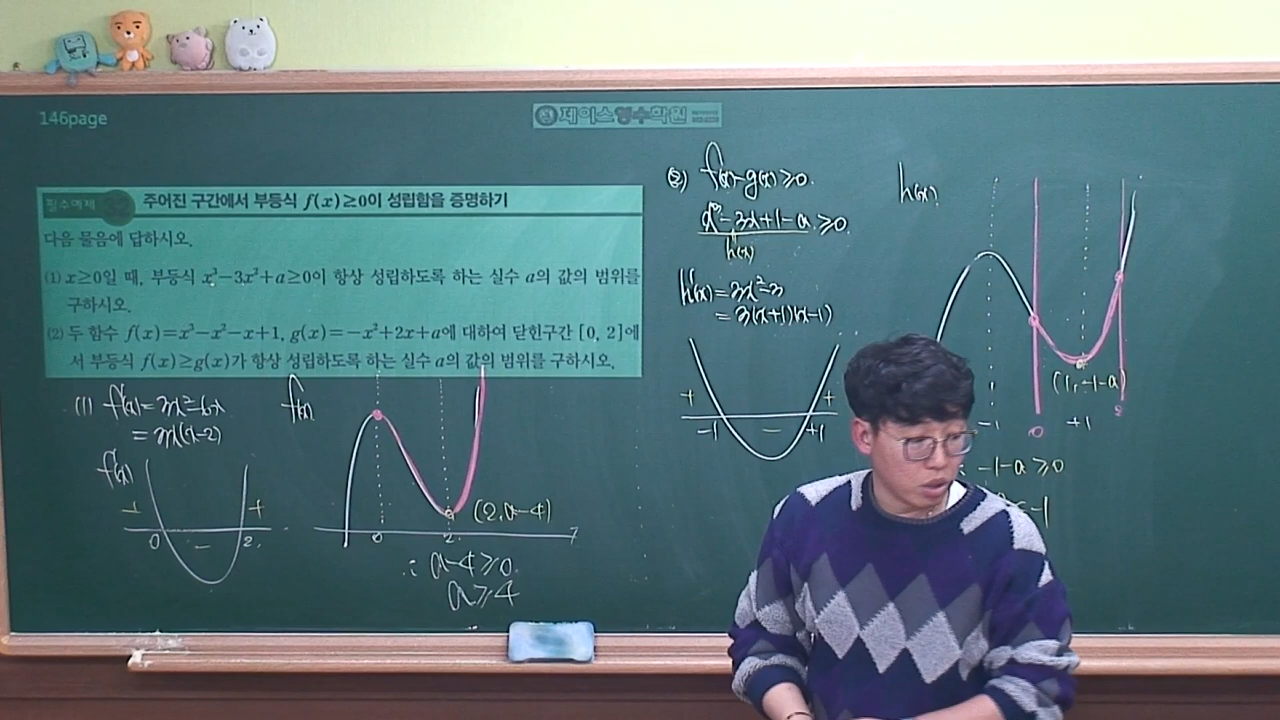 146page
제이스영수학원
필수예제
주어진 구간에서 부등식 f(x)≥0이 성립함을 증명하기
다음 물음에 답하시오.
(1) x≥0일 때, 부등식 x³-3x²+a≥0이 항상 성립하도록 하는 실수 a의 값의 범위를
구하시오.
(2) 두 함수 f(x)=x³-x²-x+1, g(x)=-x²+2x+a에 대하여 닫힌구간 [0, 2]에
서 부등식 f(x)≥g(x)가 항상 성립하도록 하는 실수 a의 값의 범위를 구하시오.
(1) f'(x)=3x²-6x
=3x(x-2)
f'(x)
+ +
0 - 2
f(x)
(2, a-4)
0 2
∴ a-4≥0
a≥4
(2) f(x)-g(x)≥0
x³-3x+1-a≥0
h(x)
h'(x)=3x²-3
=3(x+1)(x-1)
+ +
-1 - +1
h(x)
(1, -1-a)
-1 0 +1 2
-1-a≥0
-1